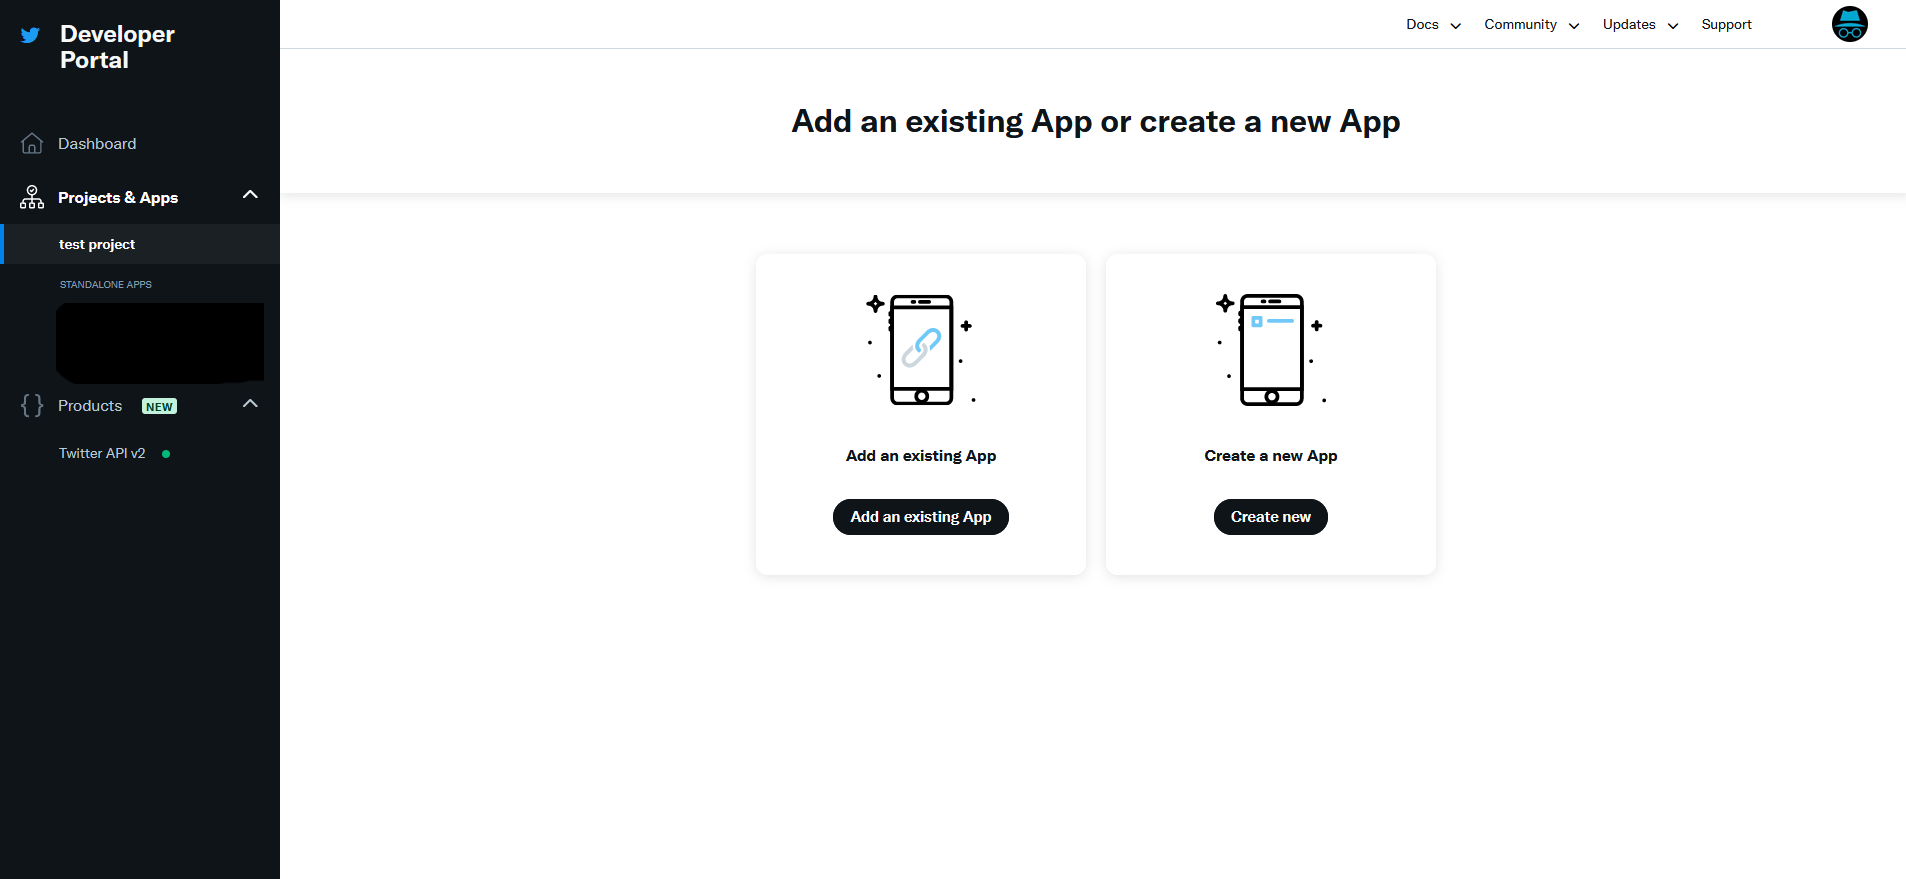 Developer
Portal
Dashboard
Projects & Apps
test project
STANDALONE APPS
Products NEW
Twitter API v2
Docs Community Updates Support
Add an existing App or create a new App
Add an existing App
Add an existing App
Create a new App
Create new